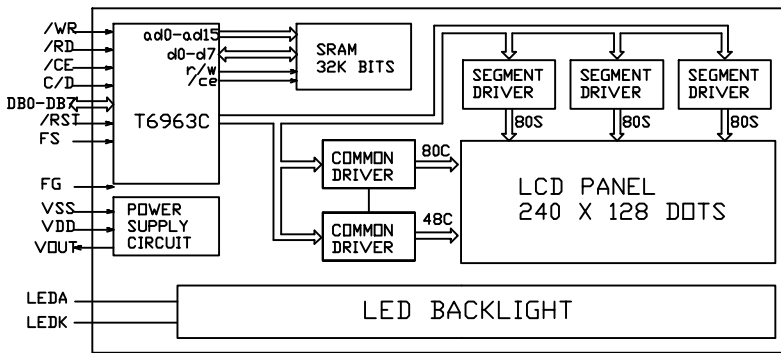 /WR
/RD
/CE
C/D
DB0-DB7
/RST
FS
FG
VSS
VDD
VOUT
LEDA
LEDK
ad0-ad15
d0-d7
r/w
/ce
T6963C
SRAM
32K BITS
SEGMENT
DRIVER
SEGMENT
DRIVER
SEGMENT
DRIVER
80S
80S
80S
COMMON
DRIVER
80C
COMMON
DRIVER
48C
LCD PANEL
240 X 128 DOTS
POWER
SUPPLY
CIRCUIT
LED BACKLIGHT